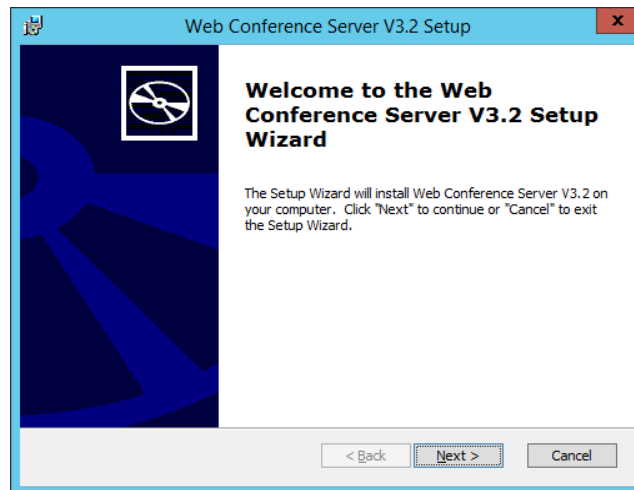 Web Conference Server V3.2 Setup
x
Welcome to the Web
Conference Server V3.2 Setup
Wizard
The Setup Wizard will install Web Conference Server V3.2 on
your computer. Click "Next" to continue or "Cancel" to exit
the Setup Wizard.
< Back Next > Cancel